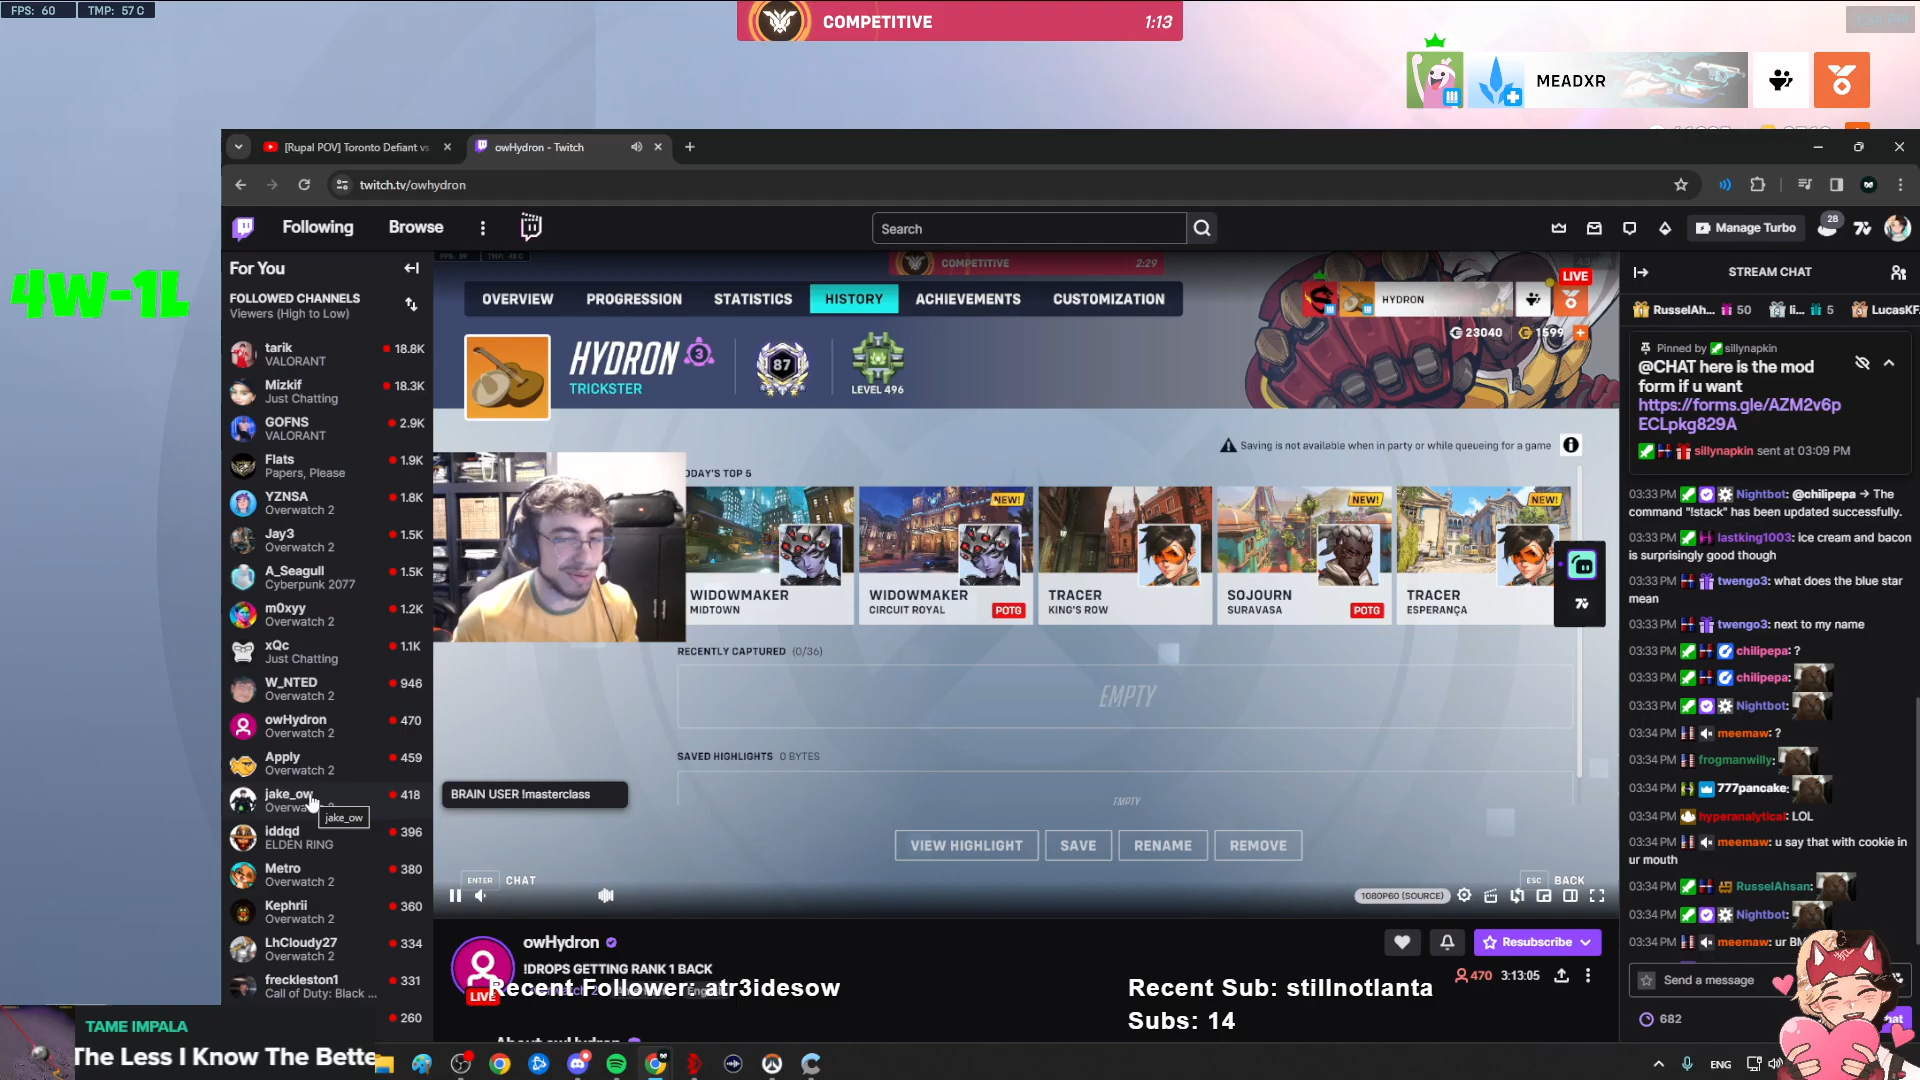 FPS: 60 TMP: 57 C
COMPETITIVE 1:13
MEADXR
4W-1L
[Rupal POV] Toronto Defiant vs
owHydron - Twitch
twitch.tv/owhydron
Following
Browse
Search
Manage Turbo
28
For You
FOLLOWED CHANNELS
Viewers (High to Low)
tarik
VALORANT
18.8K
Mizkif
Just Chatting
18.3K
GOFNS
VALORANT
2.9K
Flats
Papers, Please
1.9K
YZNSA
Overwatch 2
1.8K
Jay3
Overwatch 2
1.5K
A_Seagull
Cyberpunk 2077
1.5K
m0xyy
Overwatch 2
1.2K
xQc
Just Chatting
1.1K
W_NTED
Overwatch 2
946
owHydron
Overwatch 2
470
Apply
Overwatch 2
459
jake_ow
418
jake_ow
iddqd
ELDEN RING
396
Metro
Overwatch 2
380
Kephrii
Overwatch 2
360
LhCloudy27
Overwatch 2
334
freckleston1
Call of Duty: Black ...
331
260
COMPETITIVE 2:29
LIVE
OVERVIEW PROGRESSION STATISTICS HISTORY ACHIEVEMENTS CUSTOMIZATION
HYDRON
23040 1599
HYDRON 3
TRICKSTER
87
LEVEL 496
Saving is not available when in party or while queueing for a game
TOP 5
WIDOWMAKER
MIDTOWN
NEW!
WIDOWMAKER
CIRCUIT ROYAL
POTG
TRACER
KING'S ROW
NEW!
SOJOURN
SURAVASA
POTG
NEW!
TRACER
ESPERANÇA
RECENTLY CAPTURED (0/36)
EMPTY
SAVED HIGHLIGHTS 0 BYTES
EMPTY
BRAIN USER !masterclass
VIEW HIGHLIGHT SAVE RENAME REMOVE
ENTER CHAT
ESC BACK
1080P60 (SOURCE)
owHydron
!DROPS GETTING RANK 1 BACK
LIVE
Resubscribe
470 3:13:05
Recent Follower: atr3idesow
Recent Sub: stillnotlanta
Subs: 14
STREAM CHAT
RusselAh... 50 li... 5 LucasKF
Pinned by sillynapkin
@CHAT here is the mod
form if u want
https://forms.gle/AZM2v6p
ECLpkg829A
sillynapkin sent at 03:09 PM
03:33 PM Nightbot: @chilipepa → The
command "!stack" has been updated successfully.
03:33 PM lastking1003: ice cream and bacon
is surprisingly good though
03:33 PM twengo3: what does the blue star
mean
03:33 PM twengo3: next to my name
03:33 PM chilipepa: ?
03:33 PM chilipepa:
03:33 PM Nightbot:
03:34 PM meemaw: ?
03:34 PM frogmanwilly:
03:34 PM 777pancake:
03:34 PM hyperanalytical: LOL
03:34 PM meemaw: u say that with cookie in
ur mouth
03:34 PM RusselAhsan:
03:34 PM Nightbot:
03:34 PM meemaw: ur
Send a message
682
TAME IMPALA
The Less I Know The Bette
ENG